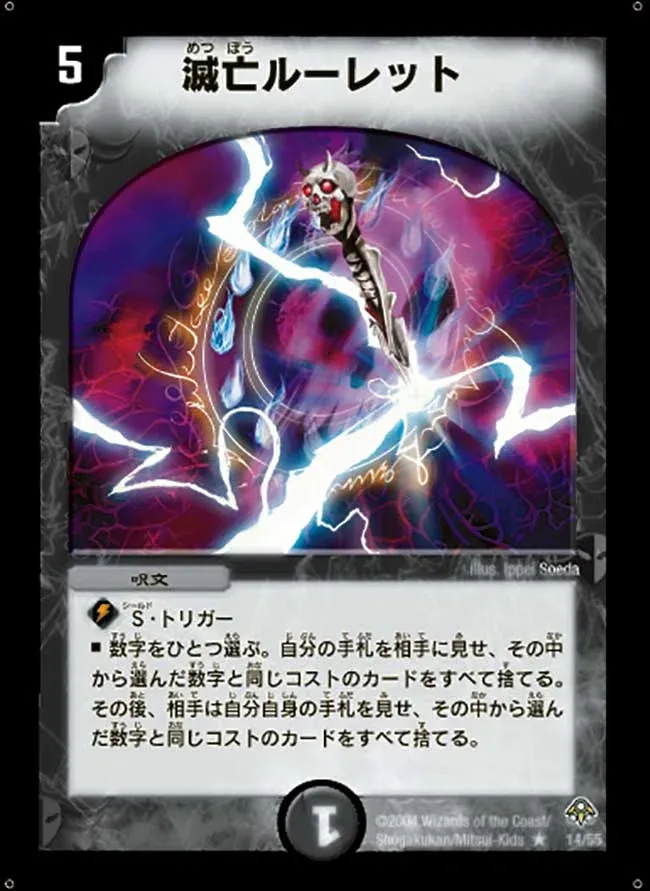 5
滅亡ルーレット
めつ ぼう
illus. Ippei Soeda
呪文
S・トリガー
シールド
■ 数字をひとつ選ぶ。自分の手札を相手に見せ、その中
から選んだ数字と同じコストのカードをすべて捨てる。
その後、相手は自分自身の手札を見せ、その中から選ん
だ数字と同じコストのカードをすべて捨てる。
1
©2004 Wizards of the Coast/
Shogakukan/Mitsui-Kids ★ 14/55